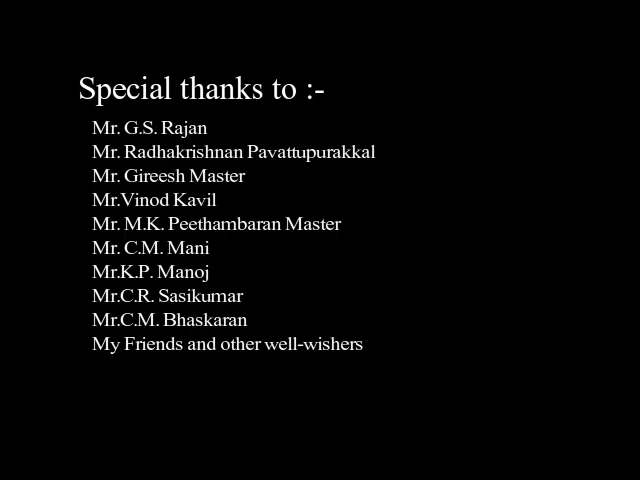 Special thanks to :-
Mr. G.S. Rajan
Mr. Radhakrishnan Pavattupurakkal
Mr. Gireesh Master
Mr.Vinod Kavil
Mr. M.K. Peethambaran Master
Mr. C.M. Mani
Mr.K.P. Manoj
Mr.C.R. Sasikumar
Mr.C.M. Bhaskaran
My Friends and other well-wishers